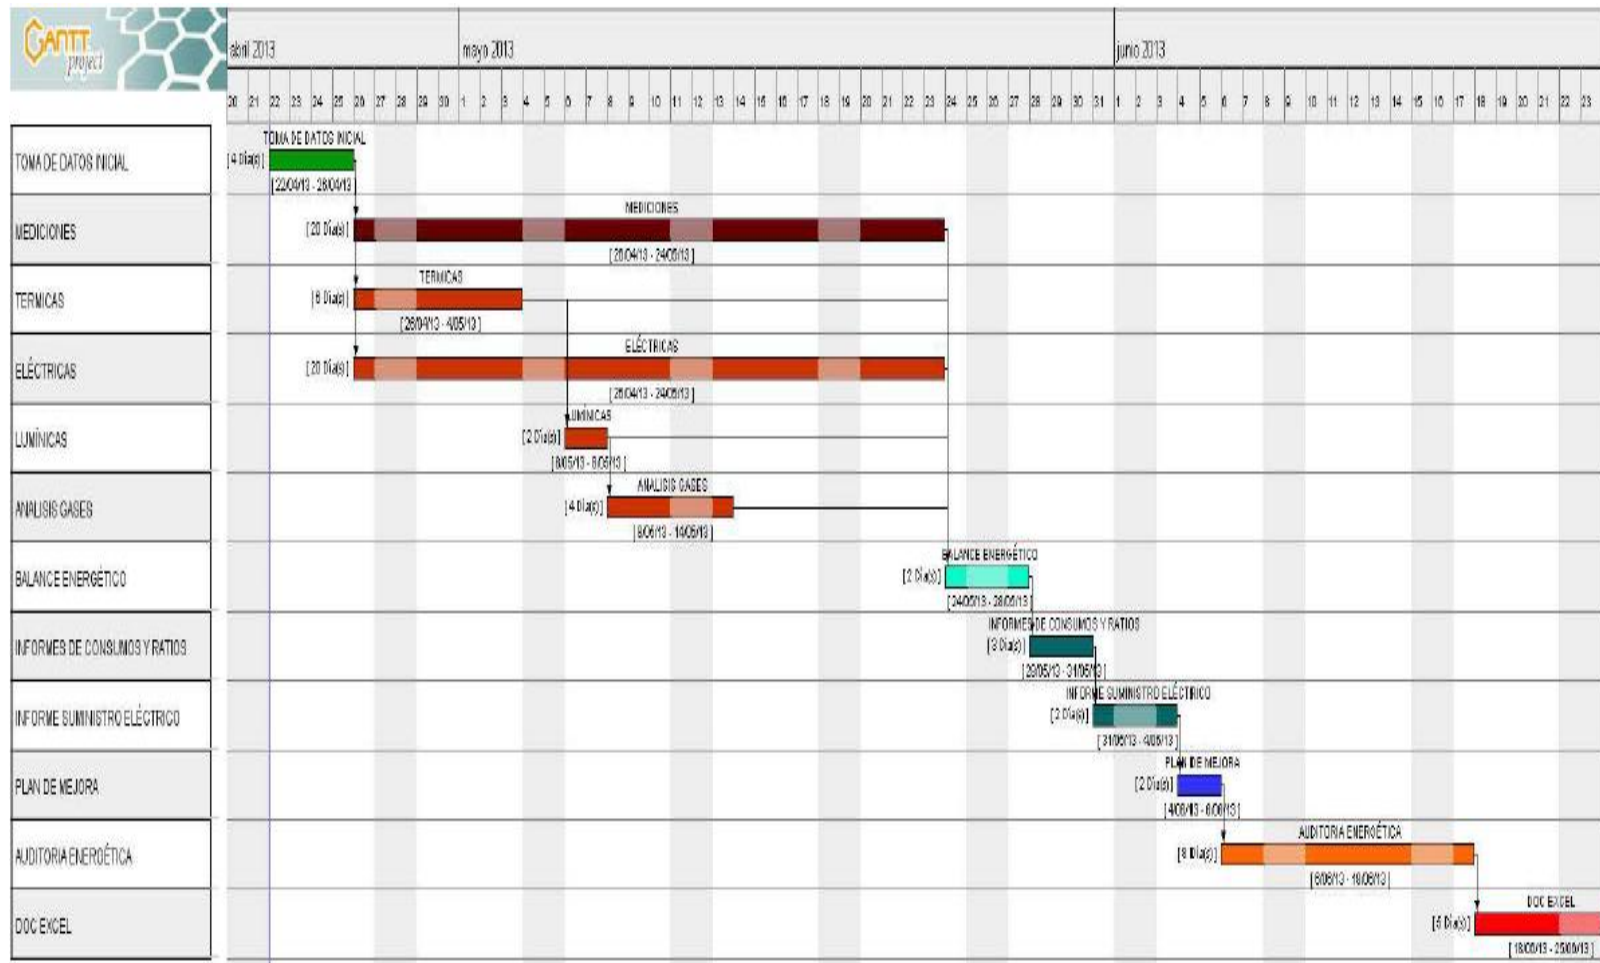 GANTT
project
abril 2013
mayo 2013
junio 2013
20 21 22 23 24 25 26 27 28 29 30 1 2 3 4 5 6 7 8 9 10 11 12 13 14 15 16 17 18 19 20 21 22 23 24 25 26 27 28 29 30 31 1 2 3 4 5 6 7 8 9 10 11 12 13 14 15 16 17 18 19 20 21 22 23
TOMA DE DATOS INICIAL
TOMA DE DATOS INICIAL
[4 Día(s)]
[22/04/13 - 26/04/13
MEDICIONES
MEDICIONES
[20 Día(s)]
[26/04/13 - 24/05/13]
TERMICAS
TERMICAS
[6 Día(s)]
[26/04/13 - 4/05/13]
ELÉCTRICAS
ELÉCTRICAS
[20 Día(s)]
[26/04/13 - 24/05/13]
LUMÍNICAS
LUMÍNICAS
[2 Día(s)]
[6/05/13 - 8/05/13]
ANALISIS GASES
ANALISIS GASES
[4 Día(s)]
[8/05/13 - 14/05/13]
BALANCE ENERGÉTICO
BALANCE ENERGÉTICO
[2 Día(s)]
[24/05/13 - 28/05/13]
INFORMES DE CONSUMOS Y RATIOS
INFORMES DE CONSUMOS Y RATIOS
[3 Día(s)]
[28/05/13 - 31/05/13]
INFORME SUMINISTRO ELÉCTRICO
INFORME SUMINISTRO ELÉCTRICO
[2 Día(s)]
[31/05/13 - 4/06/13]
PLAN DE MEJORA
PLAN DE MEJORA
[2 Día(s)]
[4/06/13 - 6/06/13]
AUDITORIA ENERGÉTICA
AUDITORIA ENERGÉTICA
[8 Día(s)]
[6/06/13 - 18/06/13]
DOC EXCEL
DOC EXCEL
[5 Día(s)]
[18/06/13 - 25/06/13]